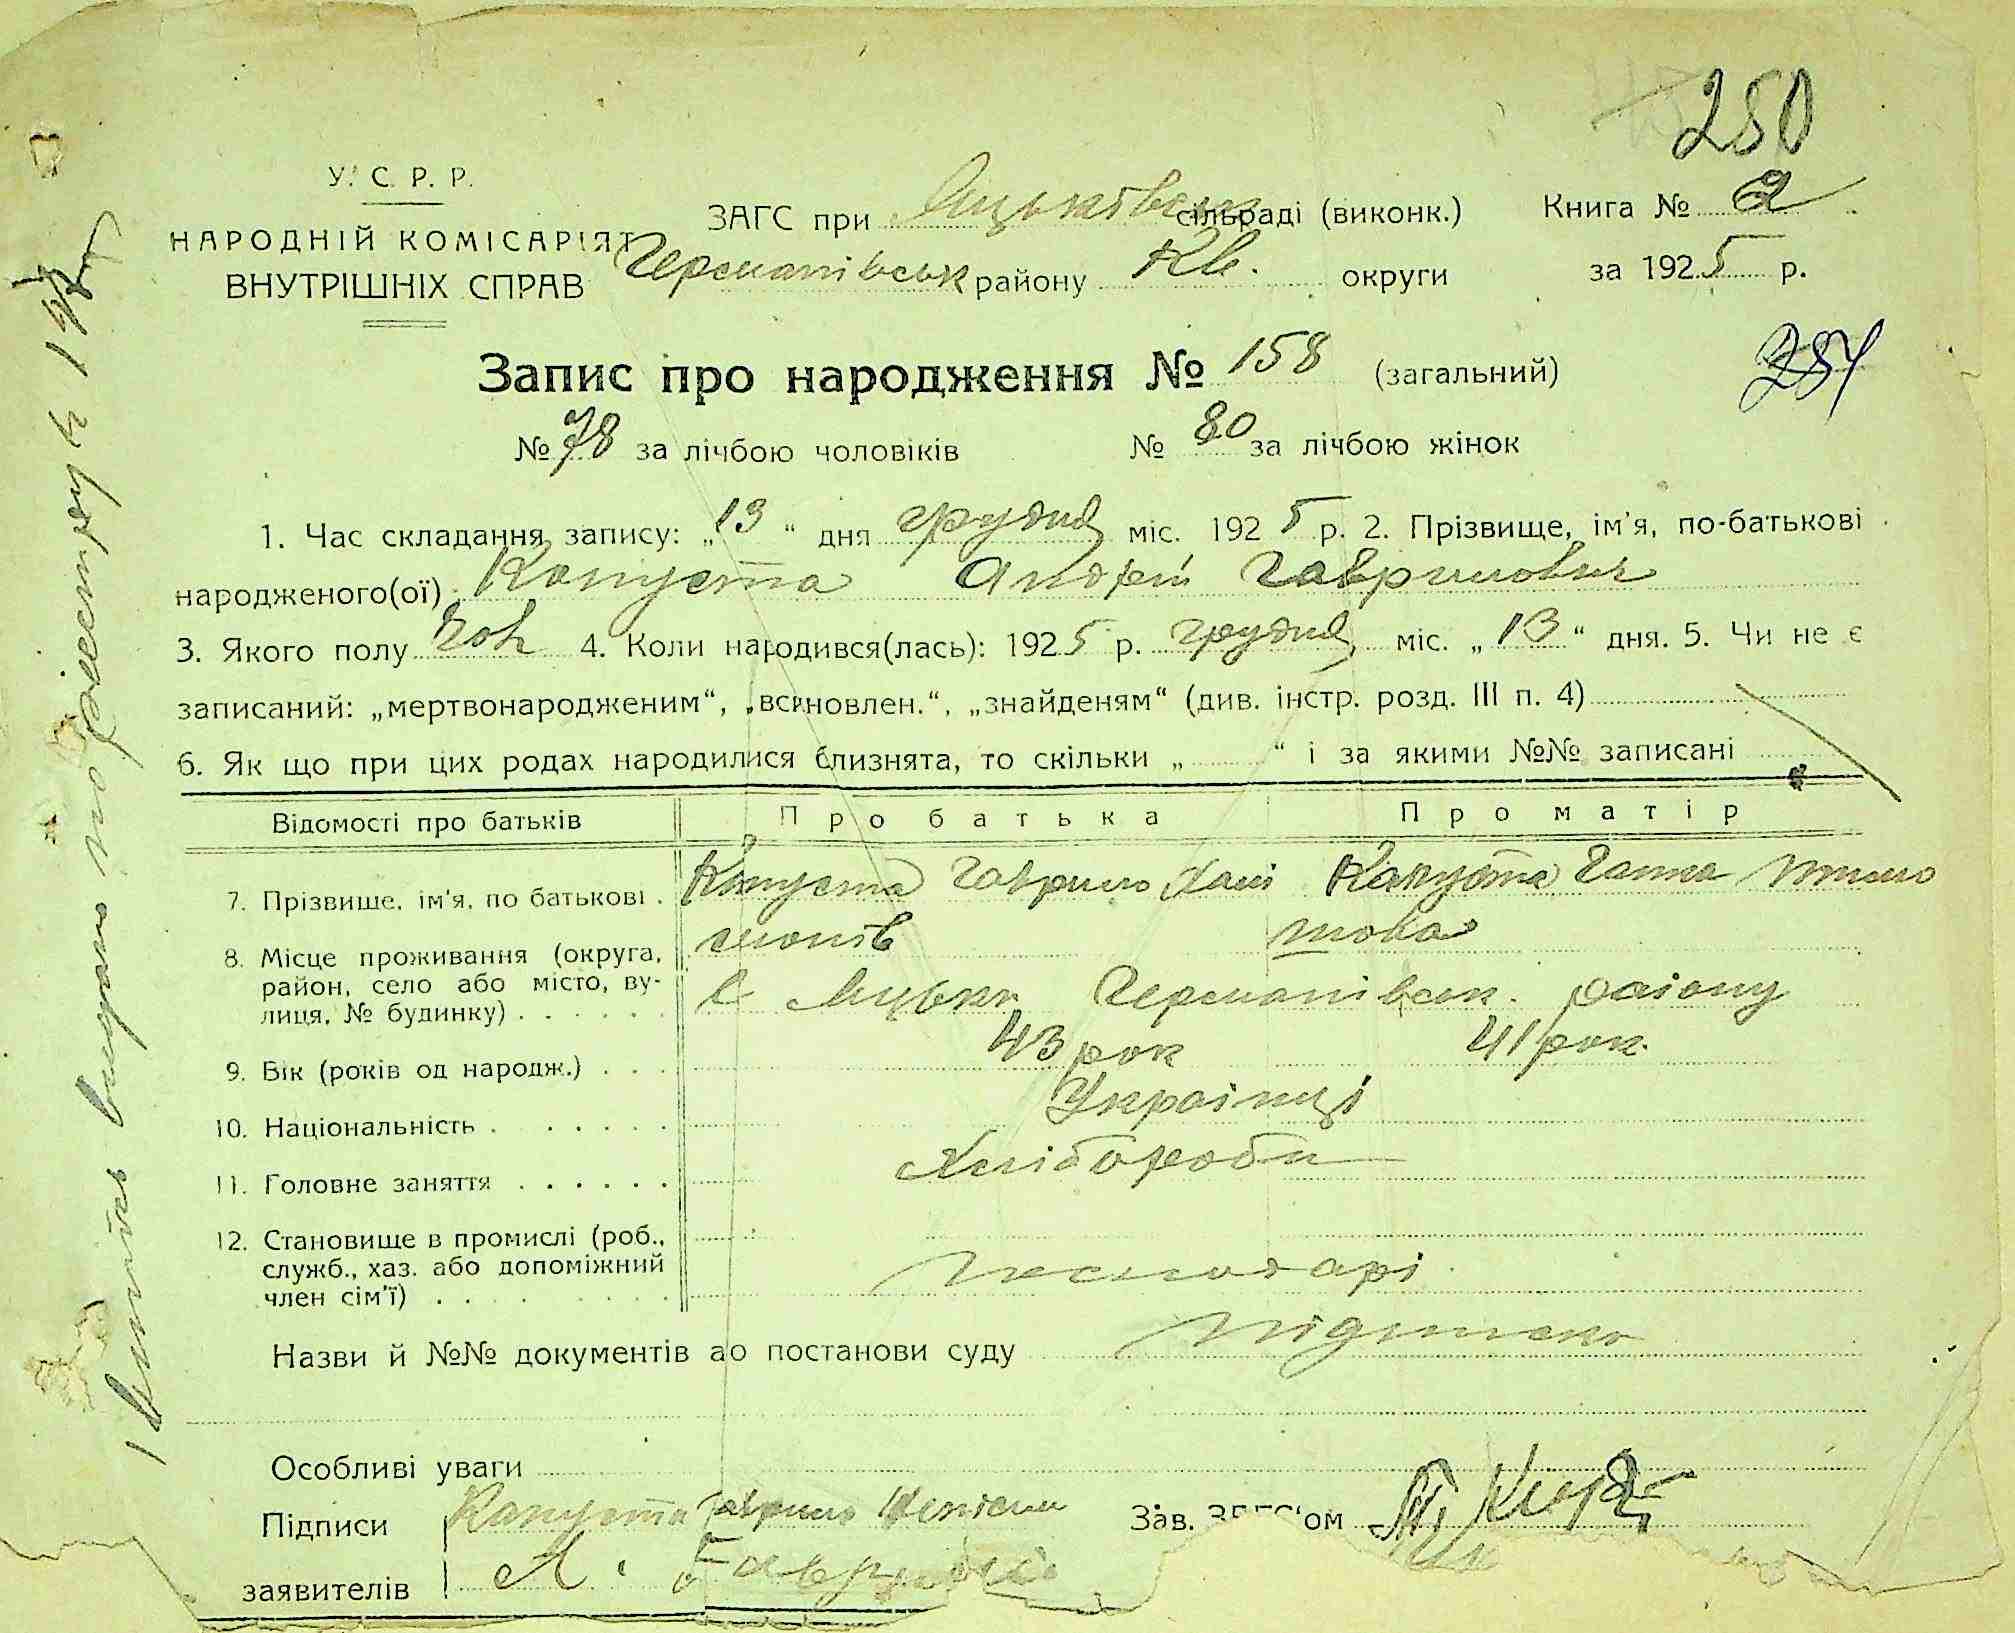 250
У. С. Р. Р.
НАРОДНІЙ КОМІСАРІЯТ
ВНУТРІШНІХ СПРАВ
ЗАГС при Яцьківськ сільраді (виконк.) Книга № 2
Германівськ району Кв. округи за 1925 р.
Запис про народження № 158 (загальний)
251
№ 78 за лічбою чоловіків № 80 за лічбою жінок
1. Час складання запису: „13“ дня грудня міс. 1925 р. 2. Прізвище, ім'я, по-батькові
народженого(ої) Капуста Андрій Гаврилович
3. Якого полу чол 4. Коли народився(лась): 1925 р. грудня міс. „13“ дня. 5. Чи не є
записаний: „мертвонародженим“, „всиновлен.“, „знайденям“ (див. інстр. розд. III п. 4)
6. Як що при цих родах народилися близнята, то скільки „ “ і за якими №№ записані
Відомості про батьків Про батька Про матір
7. Прізвище, ім'я, по батькові . Капуста Гаврило Капуста Ганна
8. Місце проживання (округа,
район, село або місто, ву-
лиця, № будинку) . . . . . . с Яцьки Германівськ. району
9. Вік (років од народж.) . . . 43 рок 41 рок.
10. Національність . . . . . . . Українці
11. Головне заняття . . . . . . Хлібороби
12. Становище в промислі (роб.,
служб., хаз. або допоміжний
член сім'ї) . . . . . . . .
Назви й №№ документів або постанови суду
Особливі уваги
Підписи Капуста Гаврило Зав. ЗАГС'ом
заявителів